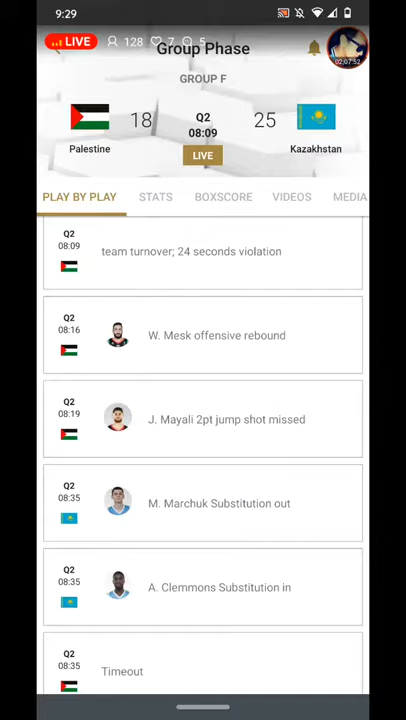 9:29
LIVE 128 7 5
Group Phase
02:07:52
GROUP F
18 Q2 25
08:09
Palestine Kazakhstan
LIVE
PLAY BY PLAY STATS BOXSCORE VIDEOS MEDIA
Q2
08:09
team turnover; 24 seconds violation
Q2
08:16
W. Mesk offensive rebound
Q2
08:19
J. Mayali 2pt jump shot missed
Q2
08:35
M. Marchuk Substitution out
Q2
08:35
A. Clemmons Substitution in
Q2
08:35
Timeout